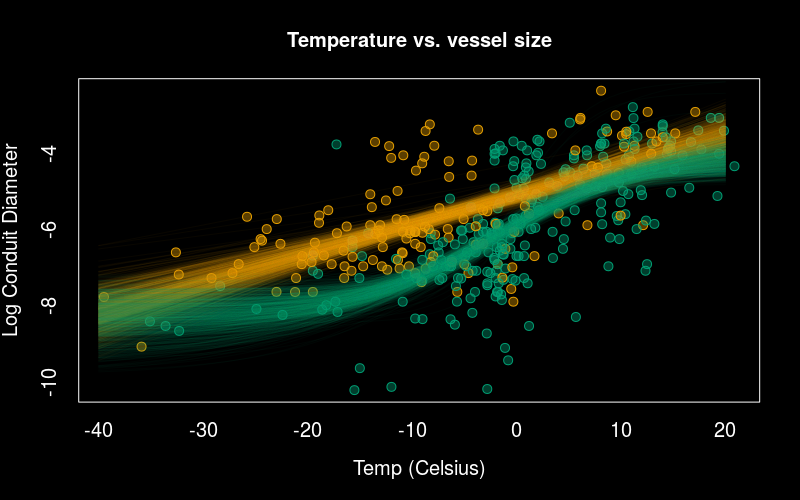 Temperature vs. vessel size
Log Conduit Diameter
-4
-6
-8
-10
-40 -30 -20 -10 0 10 20
Temp (Celsius)